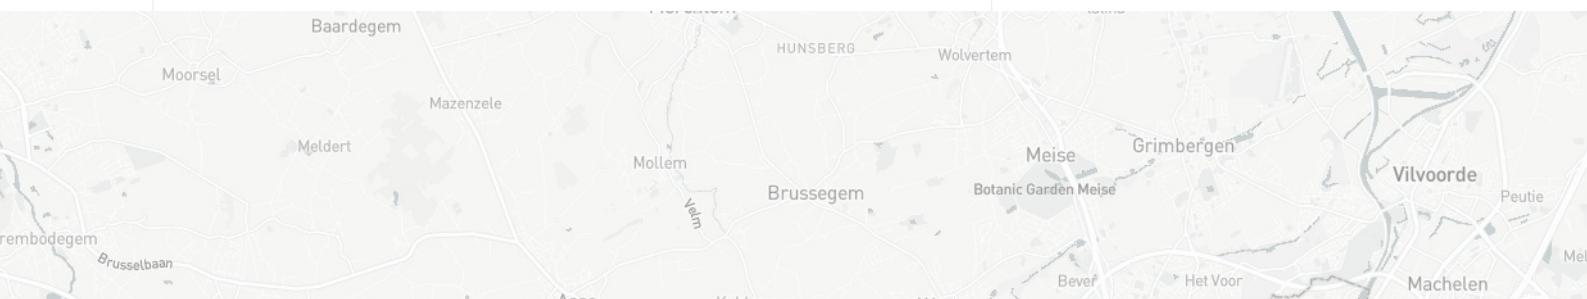 Baardegem
HUNSBERG
Wolvertem
Moorsel
Mazenzele
Meldert
Grimbergen
Meise
Mollem
Vilvoorde
Botanic Garden Meise
Brussegem
Peutie
Velm
rembodegem
Brusselbaan
Mel
Bever
Het Voor
Machelen